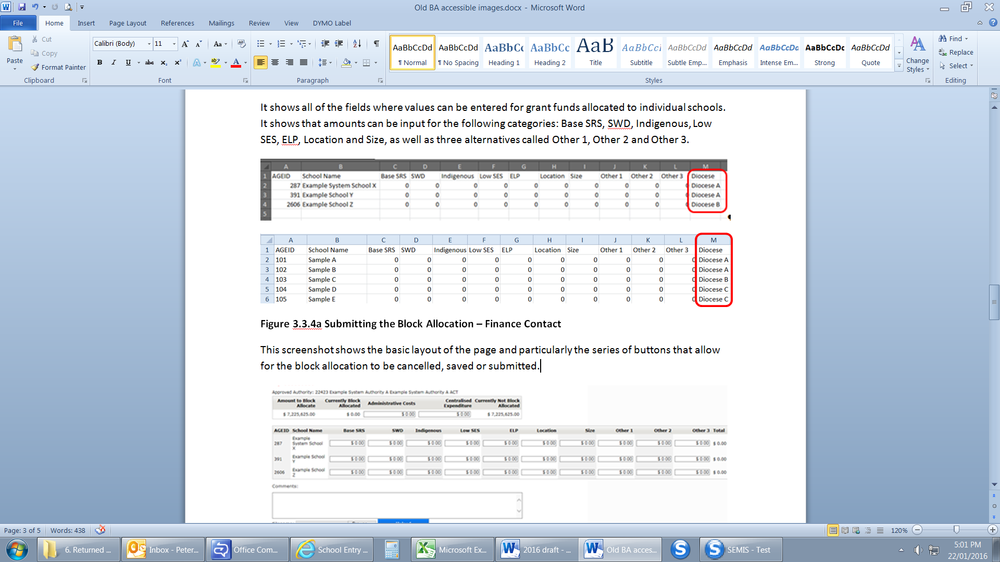 Old BA accessible images.docx - Microsoft Word
File Home Insert Page Layout References Mailings Review View DYMO Label
Paste
Cut
Copy
Format Painter
Clipboard
Calibri (Body) 11
Font
Paragraph
AaBbCcDd AaBbCcDd AaBbCc AaBbCc AaB AaBbCcI AaBbCcDd AaBbCcDd AaBbCcDd AaBbCcDc AaBbCcDd
¶ Normal ¶ No Spacing Heading 1 Heading 2 Title Subtitle Subtle Emp... Emphasis Intense Em... Strong Quote
Styles
Change Styles
Find
Replace
Select
Editing
It shows all of the fields where values can be entered for grant funds allocated to individual schools.
It shows that amounts can be input for the following categories: Base SRS, SWD, Indigenous, Low
SES, ELP, Location and Size, as well as three alternatives called Other 1, Other 2 and Other 3.
A B C D E F G H I J K L M
1 AGEID School Name Base SRS SWD Indigenous Low SES ELP Location Size Other 1 Other 2 Other 3 Diocese
2 287 Example System School X 0 0 0 0 0 0 0 0 0 Diocese A
3 391 Example School Y 0 0 0 0 0 0 0 0 0 Diocese A
4 2606 Example School Z 0 0 0 0 0 0 0 0 0 Diocese B
5
A B C D E F G H I J K L M
1 AGEID School Name Base SRS SWD Indigenous Low SES ELP Location Size Other 1 Other 2 Other 3 Diocese
2 101 Sample A 0 0 0 0 0 0 0 0 0 0 Diocese A
3 102 Sample B 0 0 0 0 0 0 0 0 0 0 Diocese A
4 103 Sample C 0 0 0 0 0 0 0 0 0 0 Diocese B
5 104 Sample D 0 0 0 0 0 0 0 0 0 0 Diocese C
6 105 Sample E 0 0 0 0 0 0 0 0 0 0 Diocese C
Figure 3.3.4a Submitting the Block Allocation – Finance Contact
This screenshot shows the basic layout of the page and particularly the series of buttons that allow
for the block allocation to be cancelled, saved or submitted.
Approved Authority: 22423 Example System Authority A Example System Authority A ACT
Amount to Block Allocate Currently Block Allocated Administrative Costs Centralised Expenditure Currently Not Block Allocated
$ 7,225,625.00 $ 0.00 $ 0.00 $ 0.00 $ 7,225,625.00
AGEID School Name Base SRS SWD Indigenous Low SES ELP Location Size Other 1 Other 2 Other 3 Total
287 Example System School X $ 0.00 $ 0.00 $ 0.00 $ 0.00 $ 0.00 $ 0.00 $ 0.00 $ 0.00 $ 0.00 $ 0.00 $ 0.00
391 Example School Y $ 0.00 $ 0.00 $ 0.00 $ 0.00 $ 0.00 $ 0.00 $ 0.00 $ 0.00 $ 0.00 $ 0.00 $ 0.00
2606 Example School Z $ 0.00 $ 0.00 $ 0.00 $ 0.00 $ 0.00 $ 0.00 $ 0.00 $ 0.00 $ 0.00 $ 0.00 $ 0.00
Comments:
Page: 3 of 5 Words: 438 120%
6. Returned ... Inbox - Peter... Office Com... School Entry ... Microsoft Ex... 2016 draft - ... Old BA acces... SEMIS - Test
5:01 PM
22/01/2016